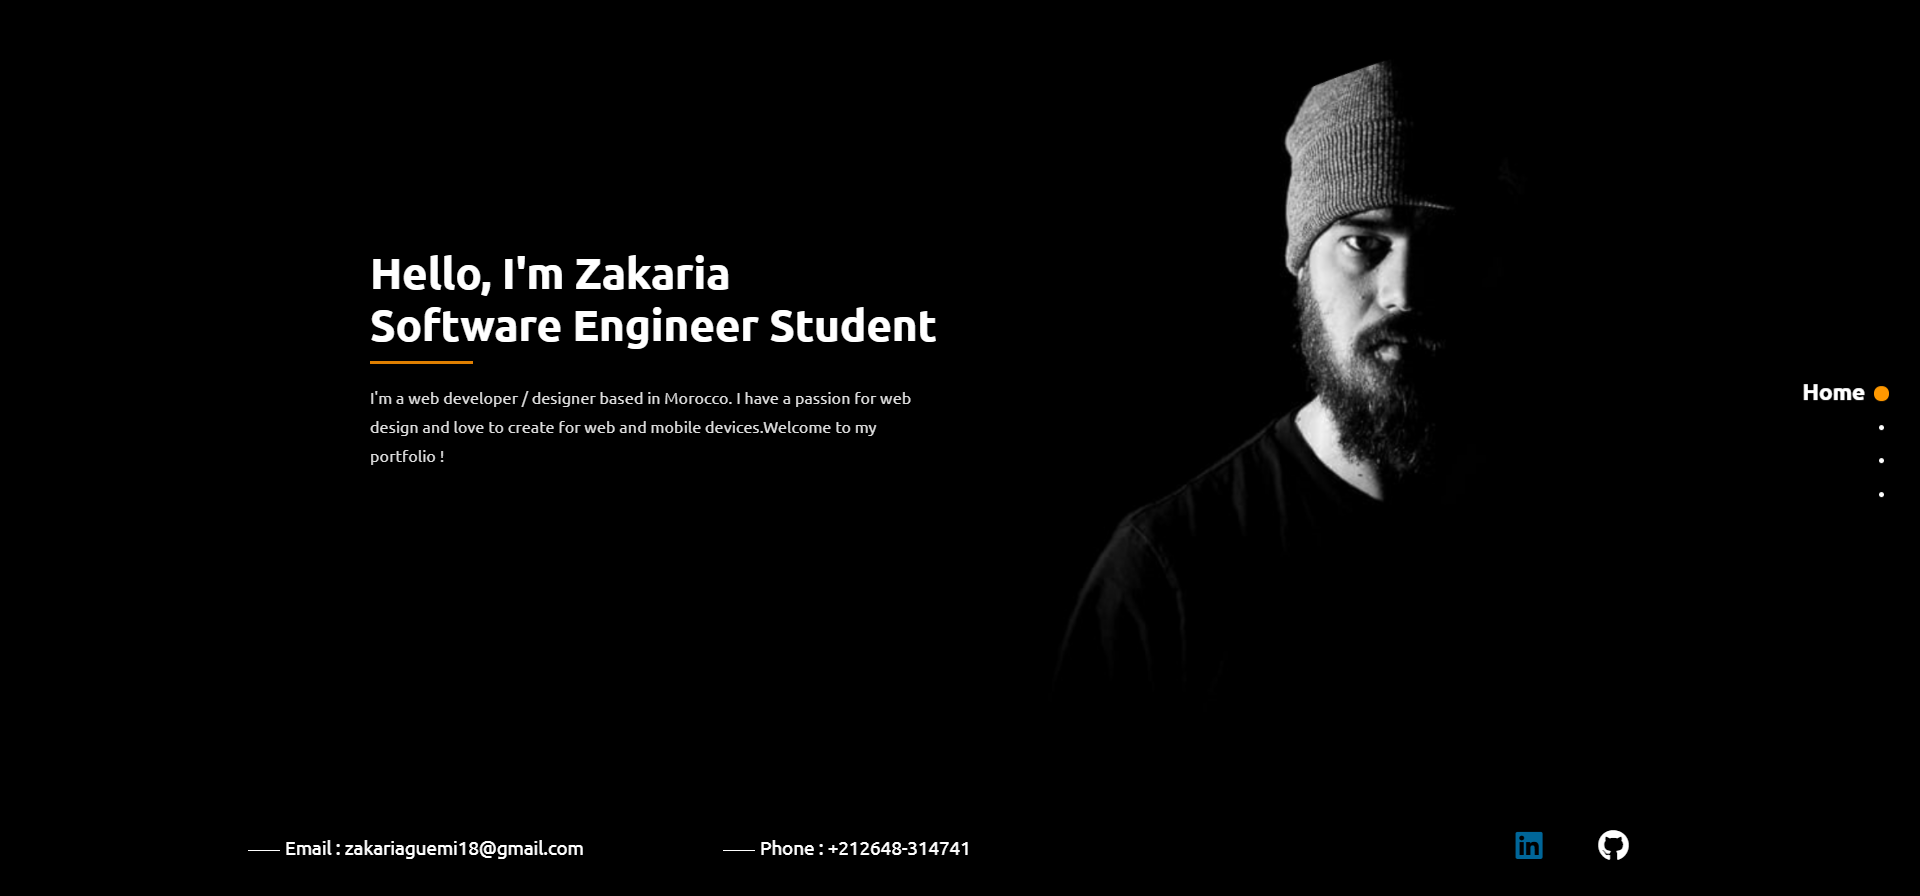 Hello, I'm Zakaria
Software Engineer Student
I'm a web developer / designer based in Morocco. I have a passion for web
design and love to create for web and mobile devices.Welcome to my
portfolio !
Home
Email : zakariaguemi18@gmail.com
Phone : +212648-314741
in